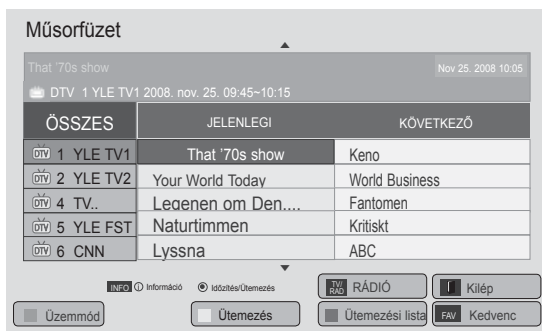 Műsorfüzet
That '70s show Nov 25. 2008 10:05
DTV 1 YLE TV1 2008. nov. 25. 09:45~10:15
ÖSSZES JELENLEGI KÖVETKEZŐ
DTV 1 YLE TV1 That '70s show Keno
DTV 2 YLE TV2 Your World Today World Business
DTV 4 TV.. Legenen om Den.... Fantomen
DTV 5 YLE FST Naturtimmen Kritiskt
DTV 6 CNN Lyssna ABC
INFO i Információ Időzítés/Ütemezés TV/RAD RÁDIÓ Kilép
Üzemmód Ütemezés Ütemezési lista FAV Kedvenc